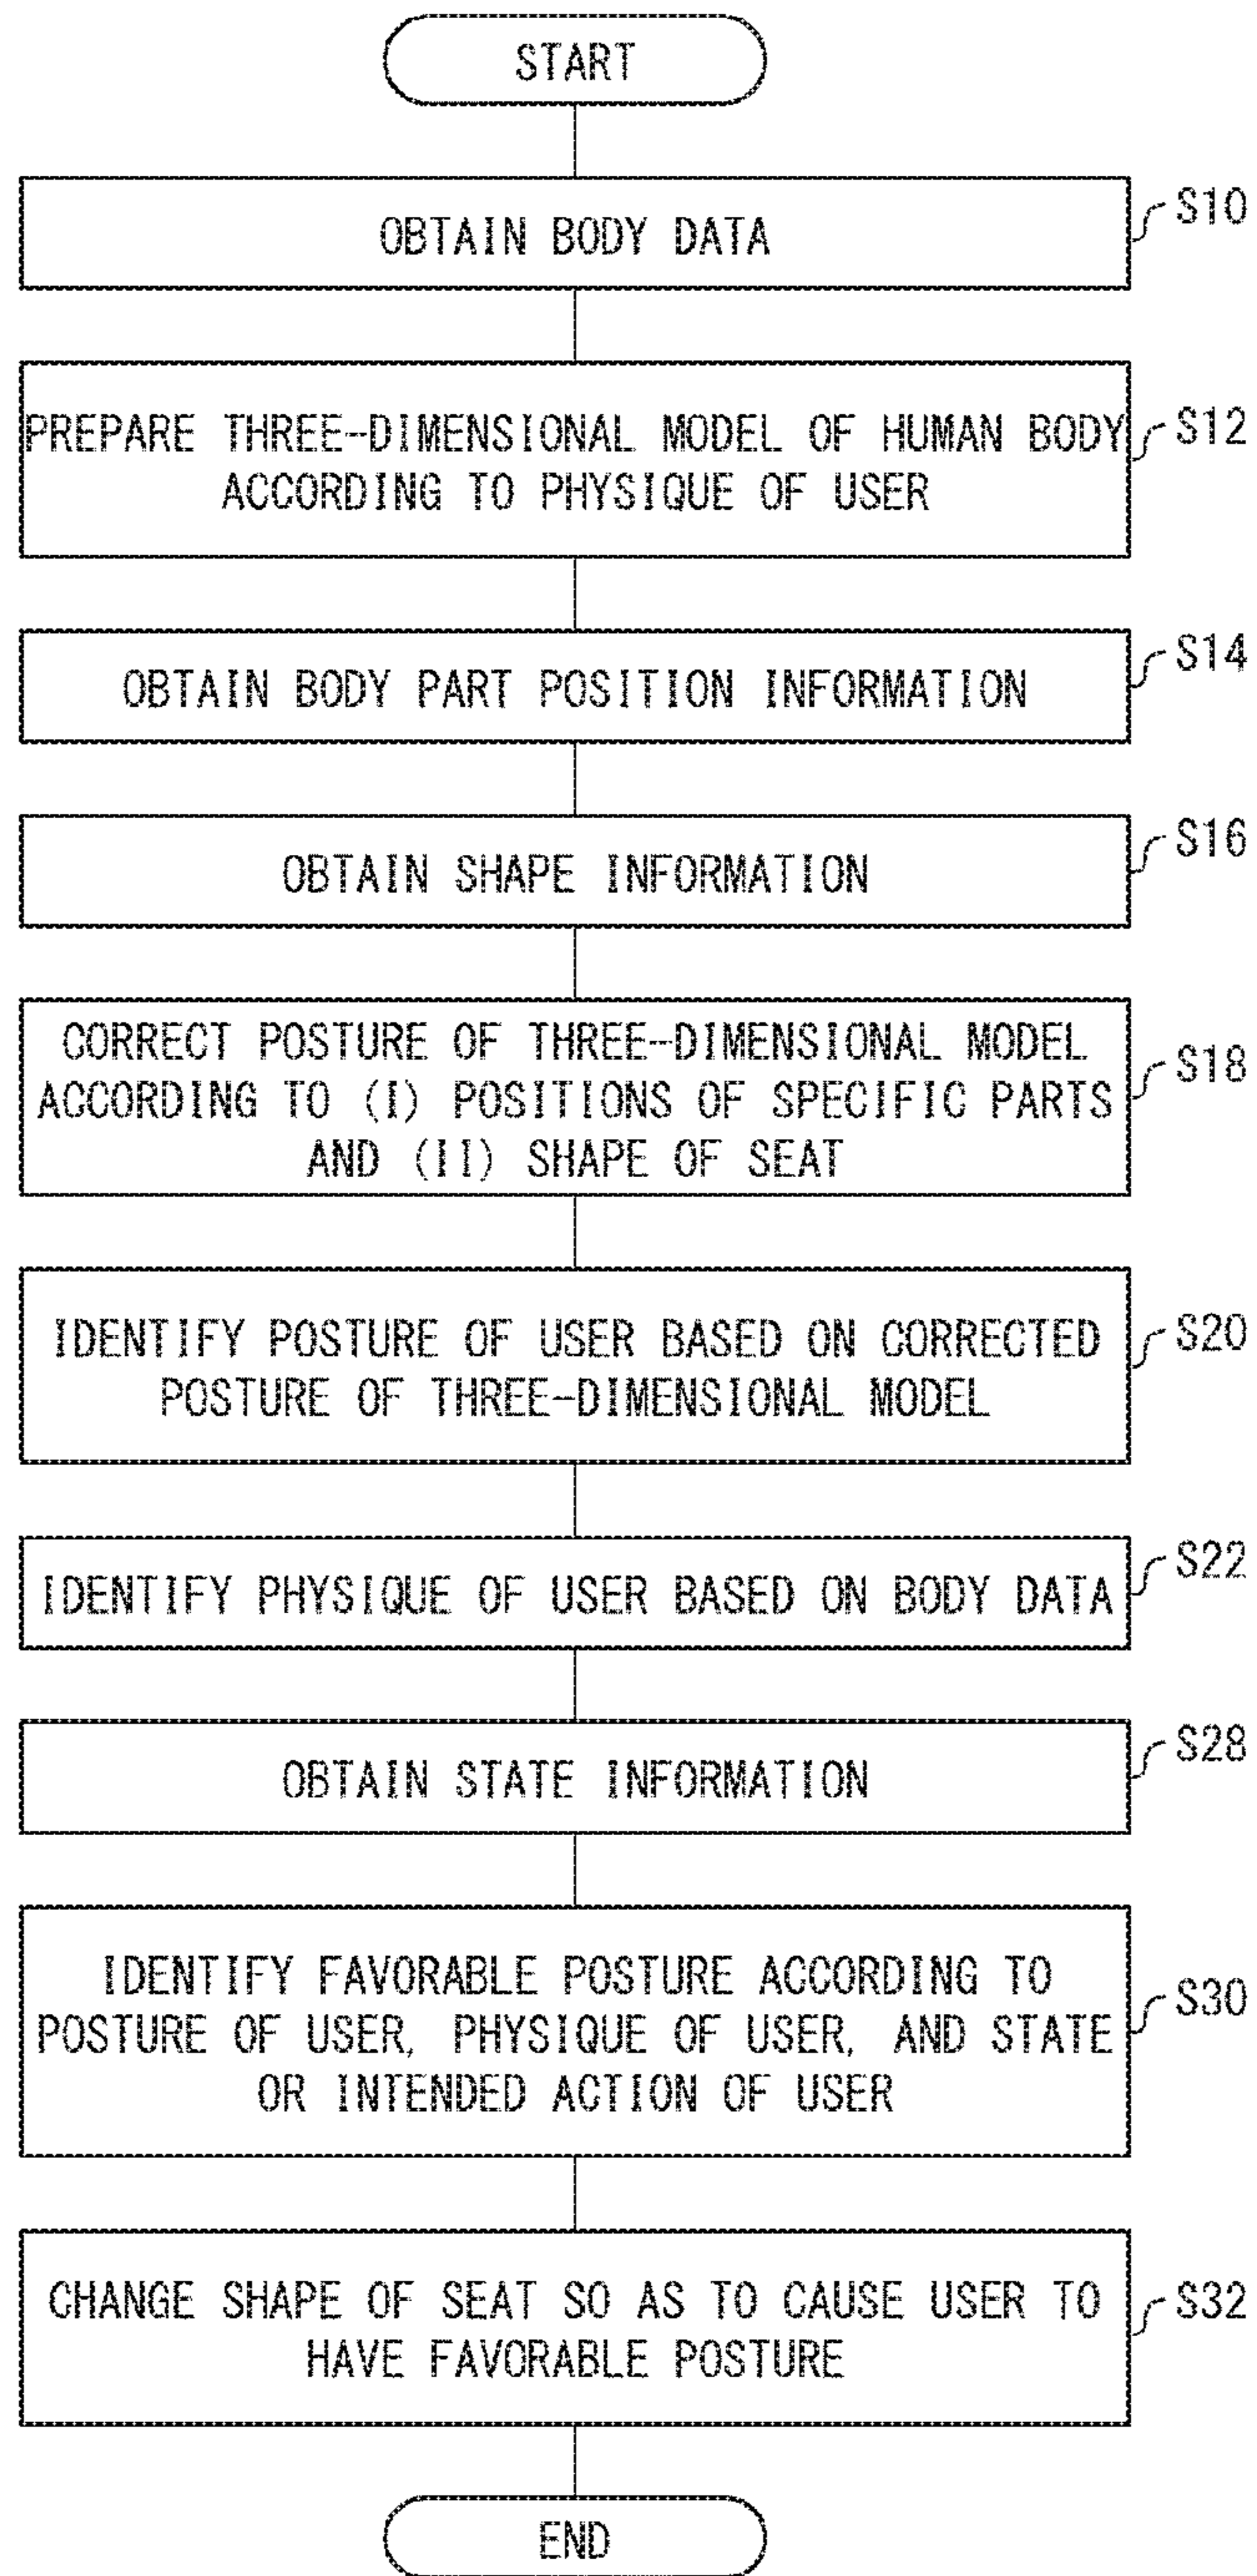 START
OBTAIN BODY DATA
S10
PREPARE THREE-DIMENSIONAL MODEL OF HUMAN BODY
ACCORDING TO PHYSIQUE OF USER
S12
OBTAIN BODY PART POSITION INFORMATION
S14
OBTAIN SHAPE INFORMATION
S16
CORRECT POSTURE OF THREE-DIMENSIONAL MODEL
ACCORDING TO (I) POSITIONS OF SPECIFIC PARTS
AND (II) SHAPE OF SEAT
S18
IDENTIFY POSTURE OF USER BASED ON CORRECTED
POSTURE OF THREE-DIMENSIONAL MODEL
S20
IDENTIFY PHYSIQUE OF USER BASED ON BODY DATA
S22
OBTAIN STATE INFORMATION
S28
IDENTIFY FAVORABLE POSTURE ACCORDING TO
POSTURE OF USER, PHYSIQUE OF USER, AND STATE
OR INTENDED ACTION OF USER
S30
CHANGE SHAPE OF SEAT SO AS TO CAUSE USER TO
HAVE FAVORABLE POSTURE
S32
END